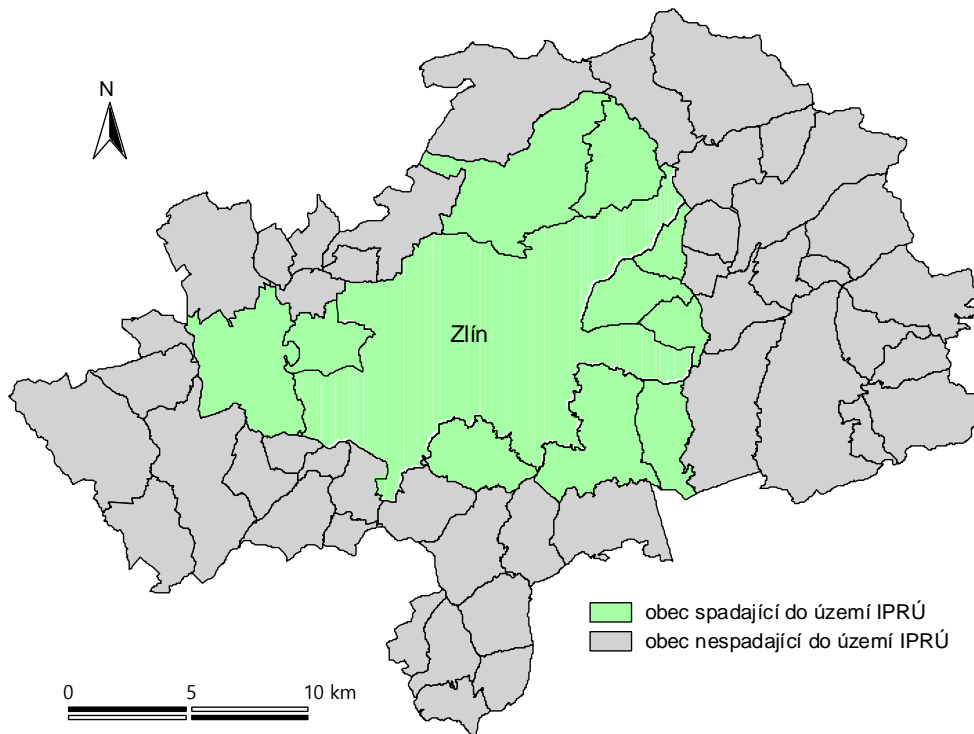 N
Zlín
obec spadající do území IPRÚ
obec nespadající do území IPRÚ
0 5 10 km